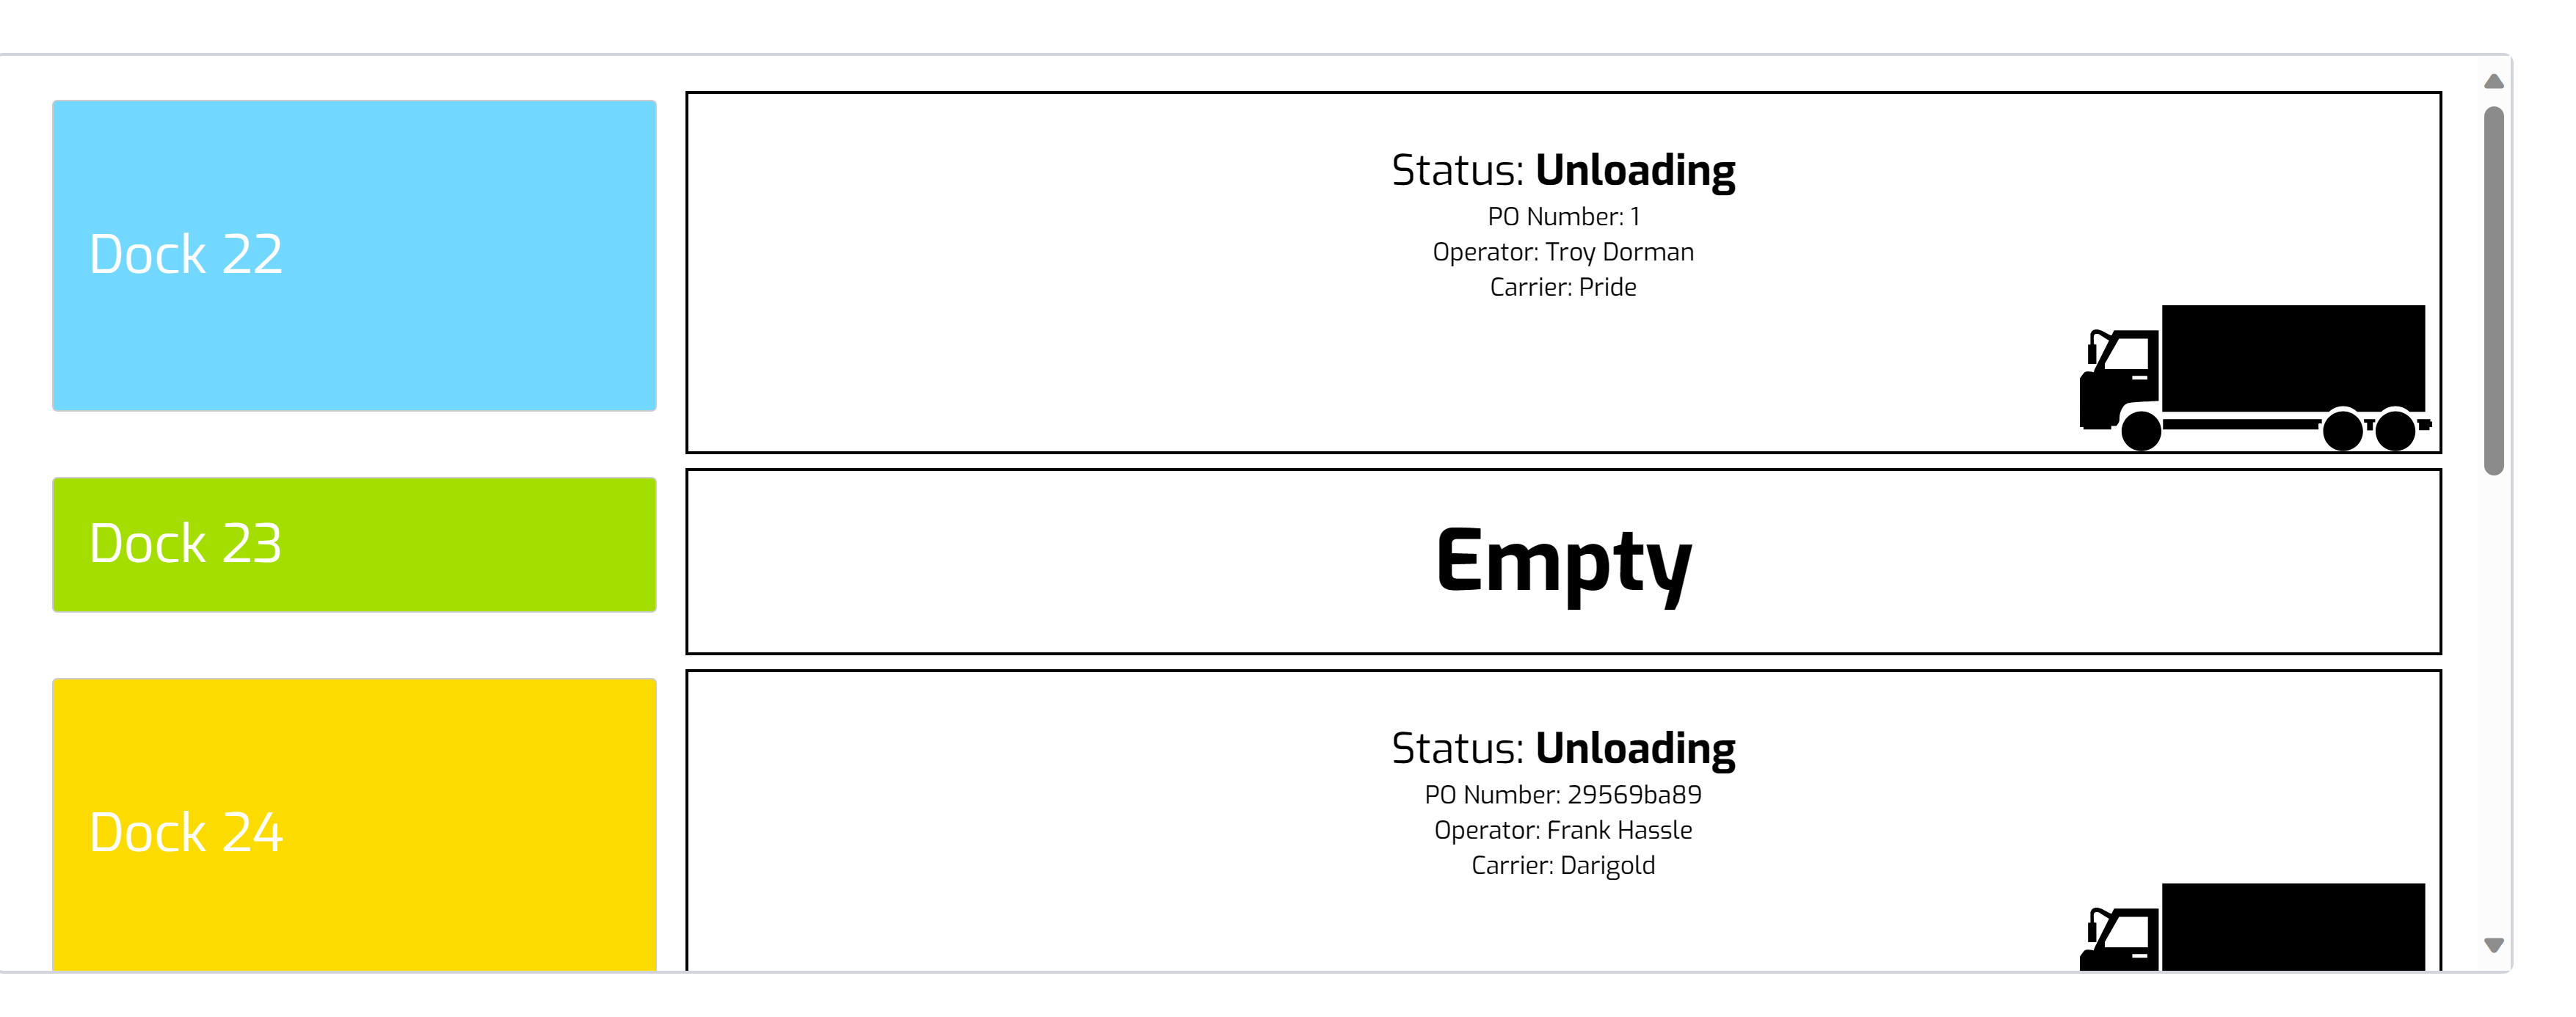 Dock 22
Status: Unloading
PO Number: 1
Operator: Troy Dorman
Carrier: Pride
Dock 23
Empty
Dock 24
Status: Unloading
PO Number: 29569ba89
Operator: Frank Hassle
Carrier: Darigold